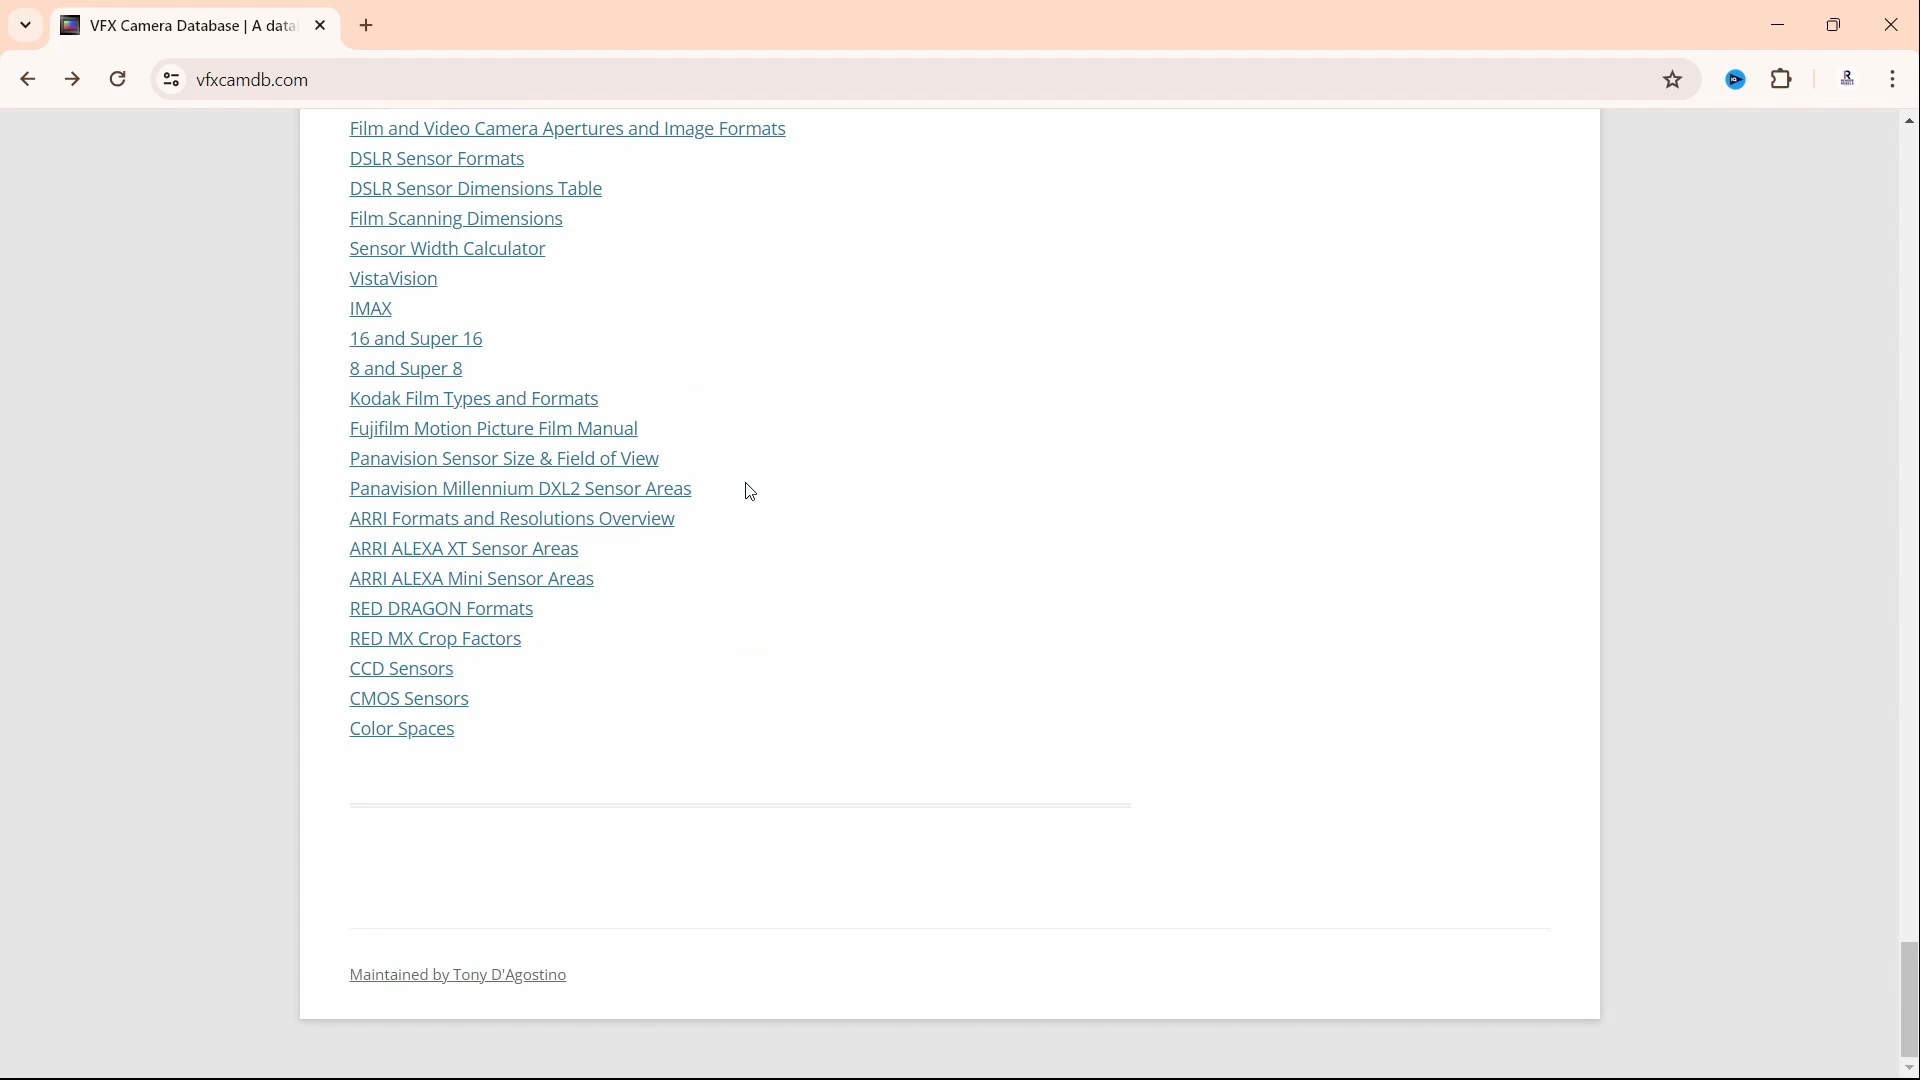 VFX Camera Database | A data
vfxcamdb.com
Film and Video Camera Apertures and Image Formats
DSLR Sensor Formats
DSLR Sensor Dimensions Table
Film Scanning Dimensions
Sensor Width Calculator
VistaVision
IMAX
16 and Super 16
8 and Super 8
Kodak Film Types and Formats
Fujifilm Motion Picture Film Manual
Panavision Sensor Size & Field of View
Panavision Millennium DXL2 Sensor Areas
ARRI Formats and Resolutions Overview
ARRI ALEXA XT Sensor Areas
ARRI ALEXA Mini Sensor Areas
RED DRAGON Formats
RED MX Crop Factors
CCD Sensors
CMOS Sensors
Color Spaces
Maintained by Tony D'Agostino